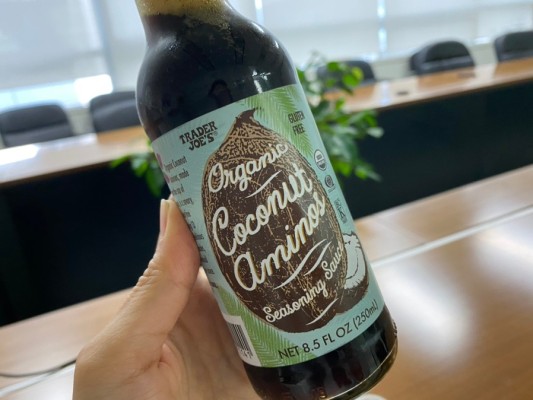 TRADER
JOE'S
GLUTEN
FREE
Organic
Coconut
Aminos
Seasoning Sauce
NET 8.5 FL OZ (250mL)